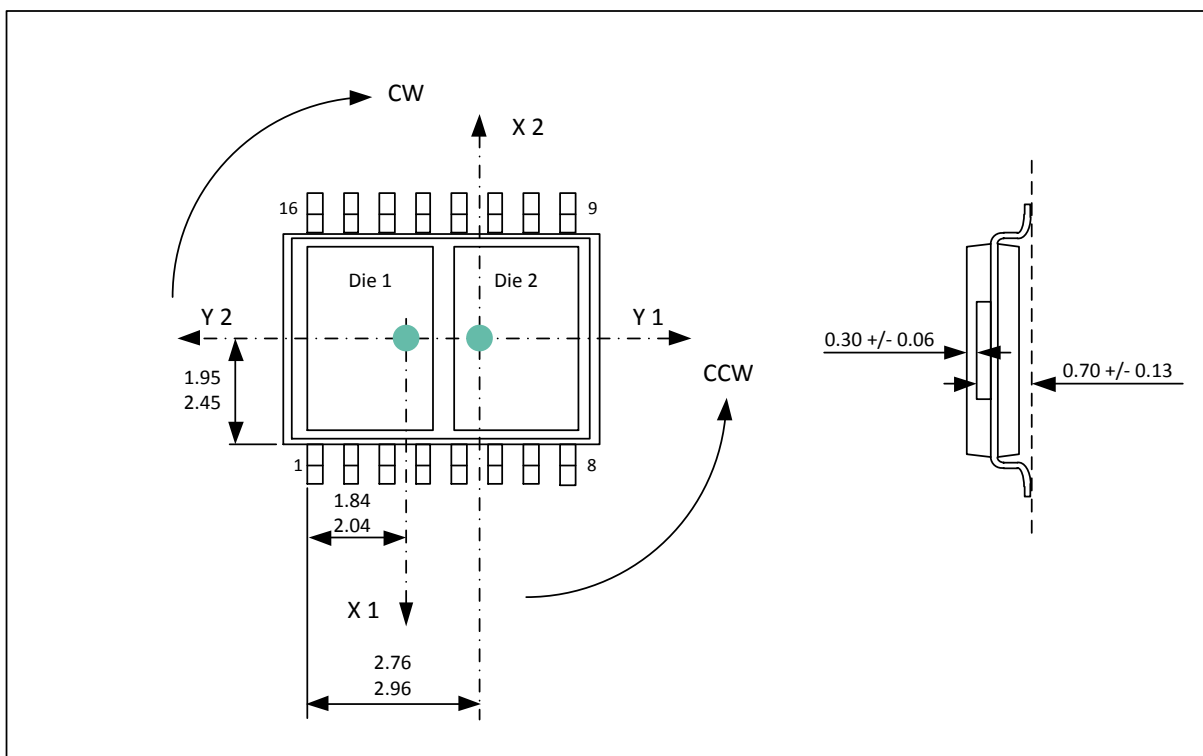 CW
X 2
16
9
Die 1
Die 2
Y 2
Y 1
1.95
2.45
CCW
0.30 +/- 0.06
0.70 +/- 0.13
1
8
1.84
2.04
X 1
2.76
2.96